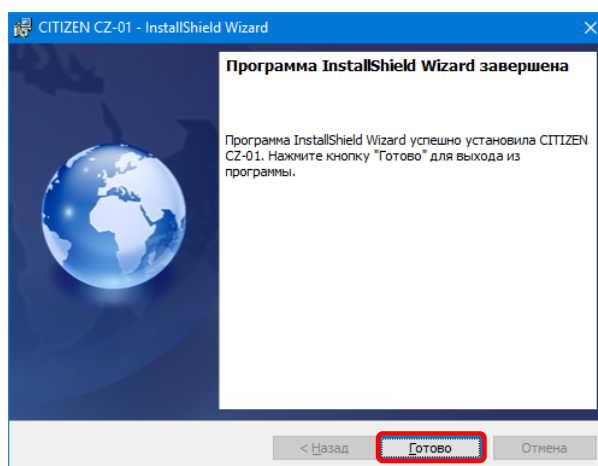 CITIZEN CZ-01 - InstallShield Wizard
Программа InstallShield Wizard завершена
Программа InstallShield Wizard успешно установила CITIZEN
CZ-01. Нажмите кнопку "Готово" для выхода из
программы.
< Назад Готово Отмена